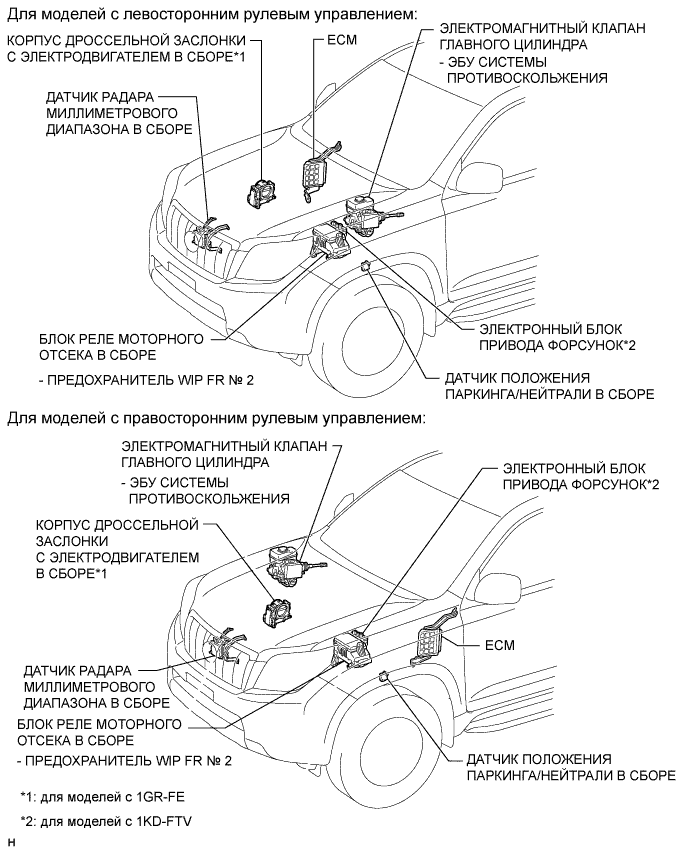 Для моделей с левосторонним рулевым управлением:
КОРПУС ДРОССЕЛЬНОЙ ЗАСЛОНКИ
С ЭЛЕКТРОДВИГАТЕЛЕМ В СБОРЕ*1
ECM
ЭЛЕКТРОМАГНИТНЫЙ КЛАПАН
ГЛАВНОГО ЦИЛИНДРА
- ЭБУ СИСТЕМЫ
ПРОТИВОСКОЛЬЖЕНИЯ
ДАТЧИК РАДАРА
МИЛЛИМЕТРОВОГО
ДИАПАЗОНА В СБОРЕ
БЛОК РЕЛЕ МОТОРНОГО
ОТСЕКА В СБОРЕ
- ПРЕДОХРАНИТЕЛЬ WIP FR № 2
ЭЛЕКТРОННЫЙ БЛОК
ПРИВОДА ФОРСУНОК*2
ДАТЧИК ПОЛОЖЕНИЯ
ПАРКИНГА/НЕЙТРАЛИ В СБОРЕ
Для моделей с правосторонним рулевым управлением:
ЭЛЕКТРОМАГНИТНЫЙ КЛАПАН
ГЛАВНОГО ЦИЛИНДРА
- ЭБУ СИСТЕМЫ
ПРОТИВОСКОЛЬЖЕНИЯ
ЭЛЕКТРОННЫЙ БЛОК
ПРИВОДА ФОРСУНОК*2
КОРПУС ДРОССЕЛЬНОЙ
ЗАСЛОНКИ
С ЭЛЕКТРОДВИГАТЕЛЕМ
В СБОРЕ*1
ECM
ДАТЧИК РАДАРА
МИЛЛИМЕТРОВОГО
ДИАПАЗОНА В СБОРЕ
БЛОК РЕЛЕ МОТОРНОГО
ОТСЕКА В СБОРЕ
- ПРЕДОХРАНИТЕЛЬ WIP FR № 2
ДАТЧИК ПОЛОЖЕНИЯ
ПАРКИНГА/НЕЙТРАЛИ В СБОРЕ
*1: для моделей с 1GR-FE
*2: для моделей с 1KD-FTV
н